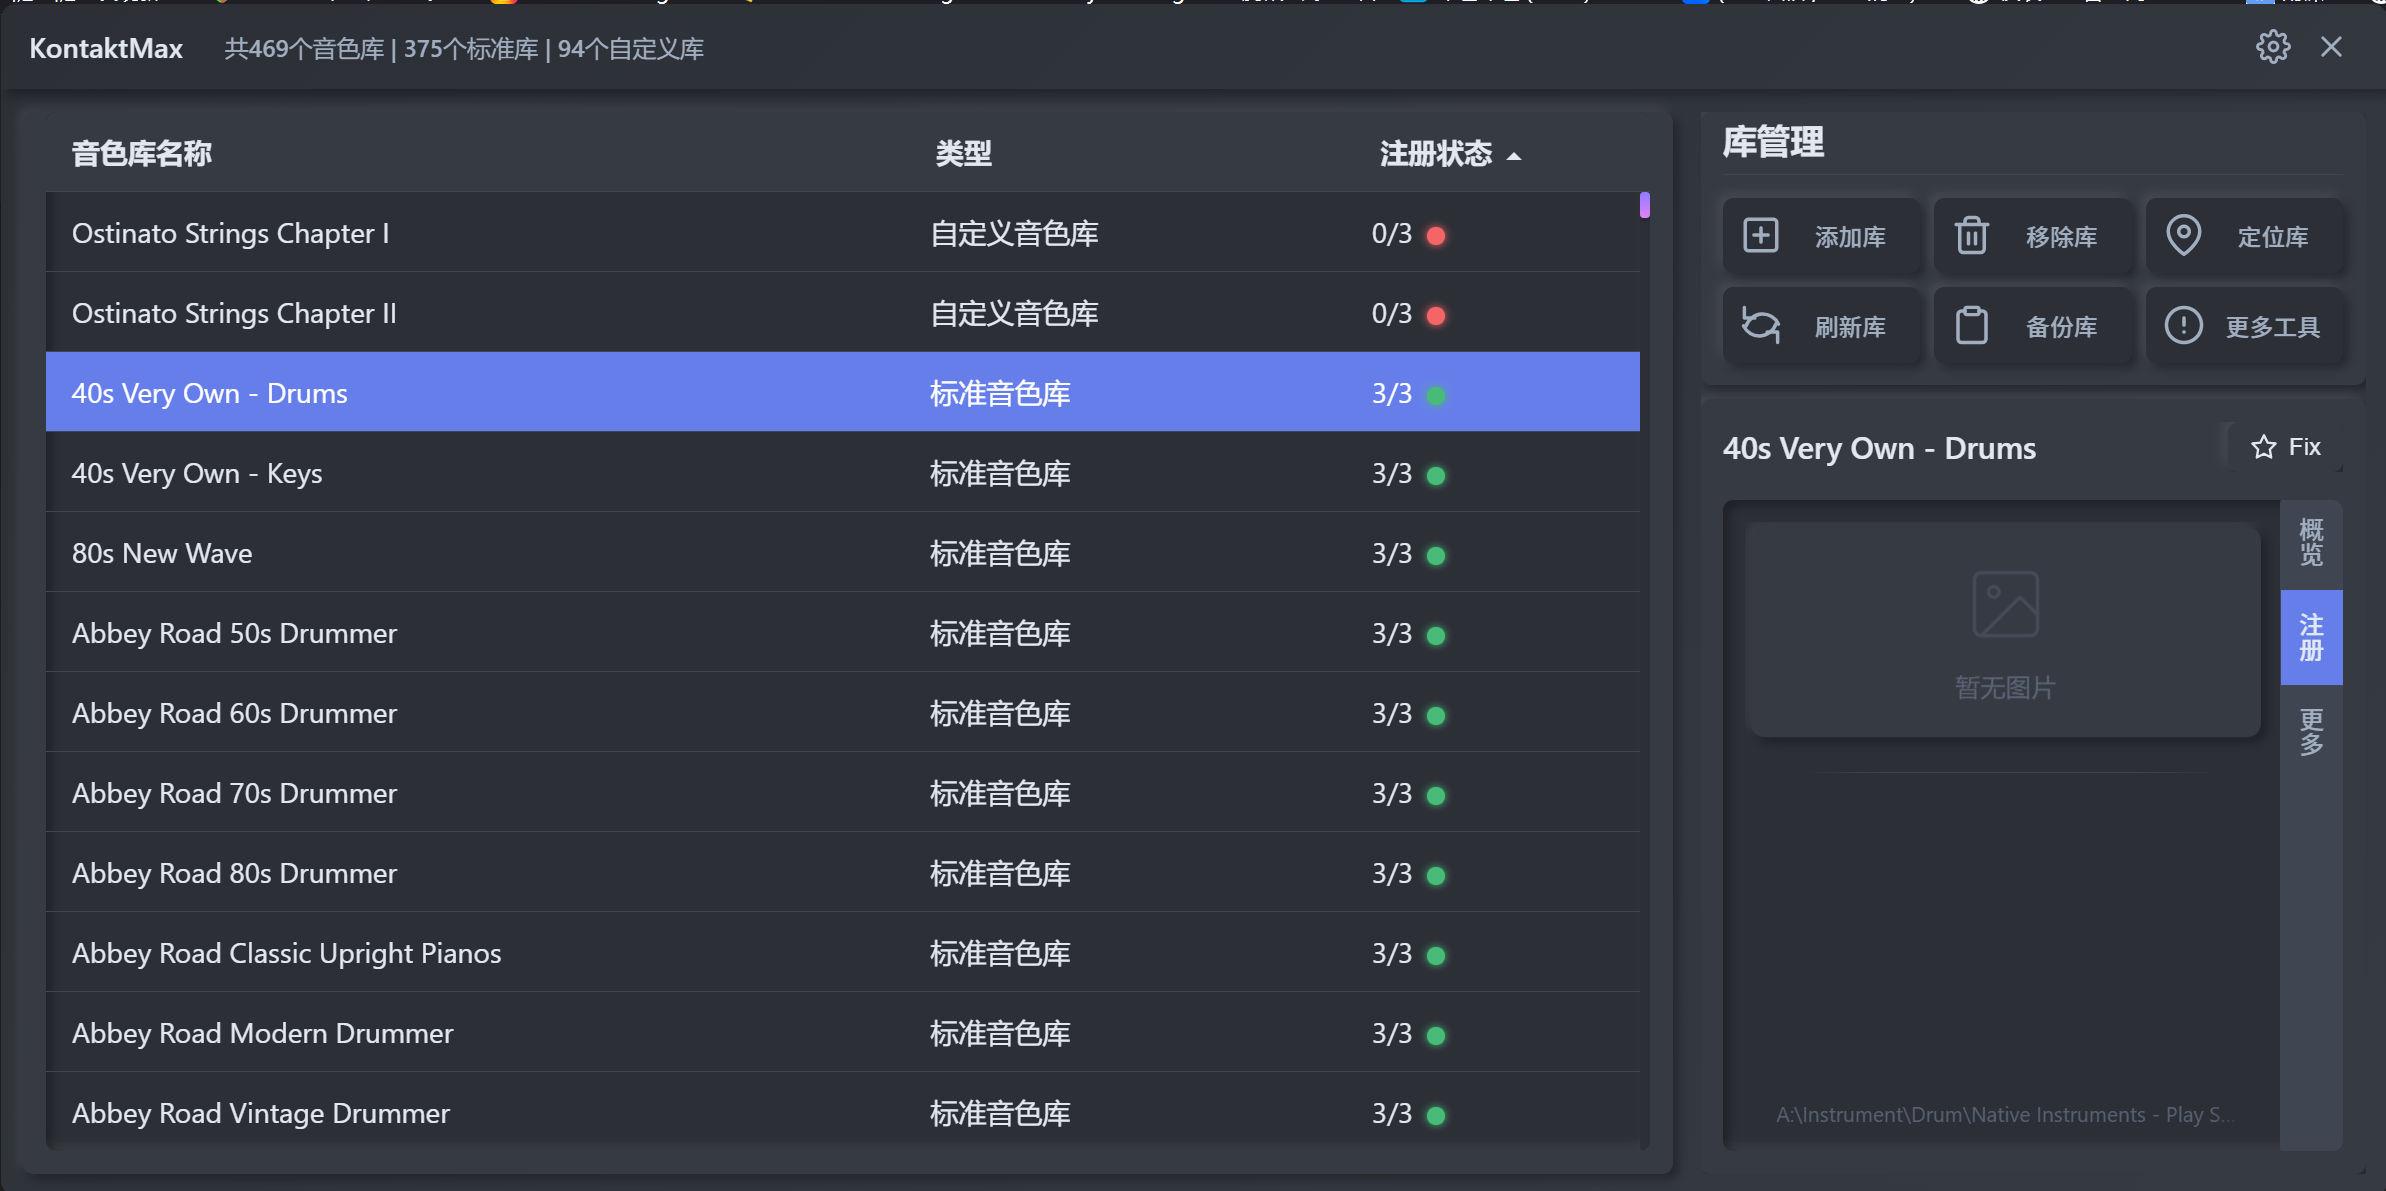 KontaktMax 共469个音色库 | 375个标准库 | 94个自定义库
音色库名称 类型 注册状态
Ostinato Strings Chapter I 自定义音色库 0/3
Ostinato Strings Chapter II 自定义音色库 0/3
40s Very Own - Drums 标准音色库 3/3
40s Very Own - Keys 标准音色库 3/3
80s New Wave 标准音色库 3/3
Abbey Road 50s Drummer 标准音色库 3/3
Abbey Road 60s Drummer 标准音色库 3/3
Abbey Road 70s Drummer 标准音色库 3/3
Abbey Road 80s Drummer 标准音色库 3/3
Abbey Road Classic Upright Pianos 标准音色库 3/3
Abbey Road Modern Drummer 标准音色库 3/3
Abbey Road Vintage Drummer 标准音色库 3/3
库管理
添加库 移除库 定位库
刷新库 备份库 更多工具
40s Very Own - Drums Fix
暂无图片
概览
注册
更多
A:\Instrument\Drum\Native Instruments - Play S...